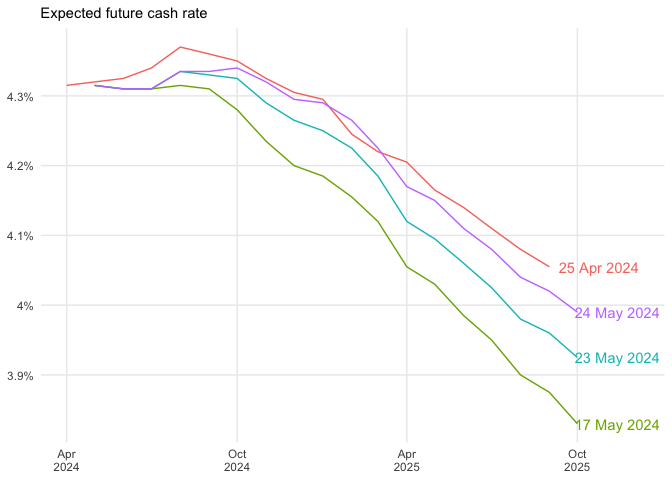 Expected future cash rate
4.3%
4.2%
4.1%
4%
3.9%
25 Apr 2024
24 May 2024
23 May 2024
17 May 2024
Apr
2024
Oct
2024
Apr
2025
Oct
2025